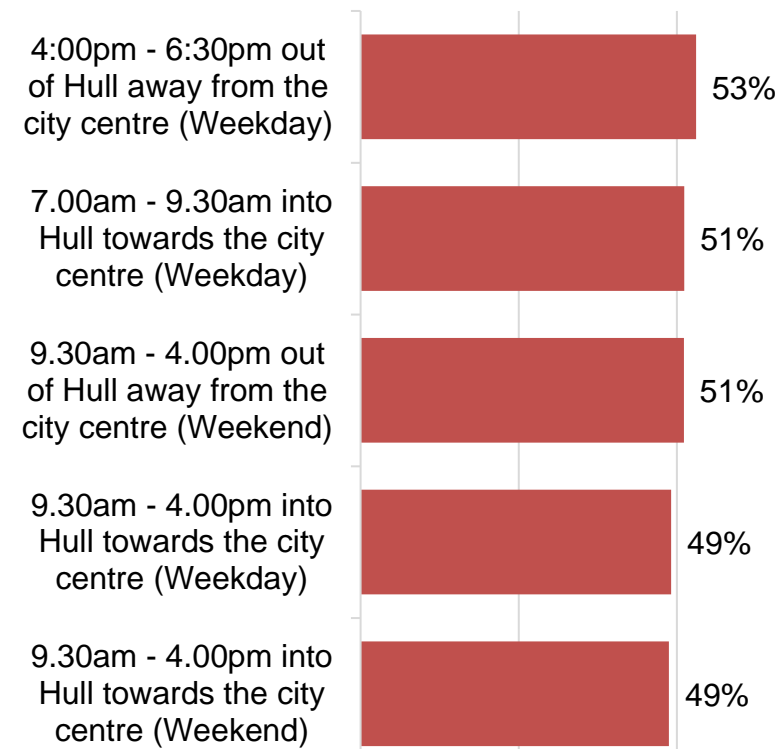 4:00pm - 6:30pm out
of Hull away from the
city centre (Weekday)
53%
7.00am - 9.30am into
Hull towards the city
centre (Weekday)
51%
9.30am - 4.00pm out
of Hull away from the
city centre (Weekend)
51%
9.30am - 4.00pm into
Hull towards the city
centre (Weekday)
49%
9.30am - 4.00pm into
Hull towards the city
centre (Weekend)
49%